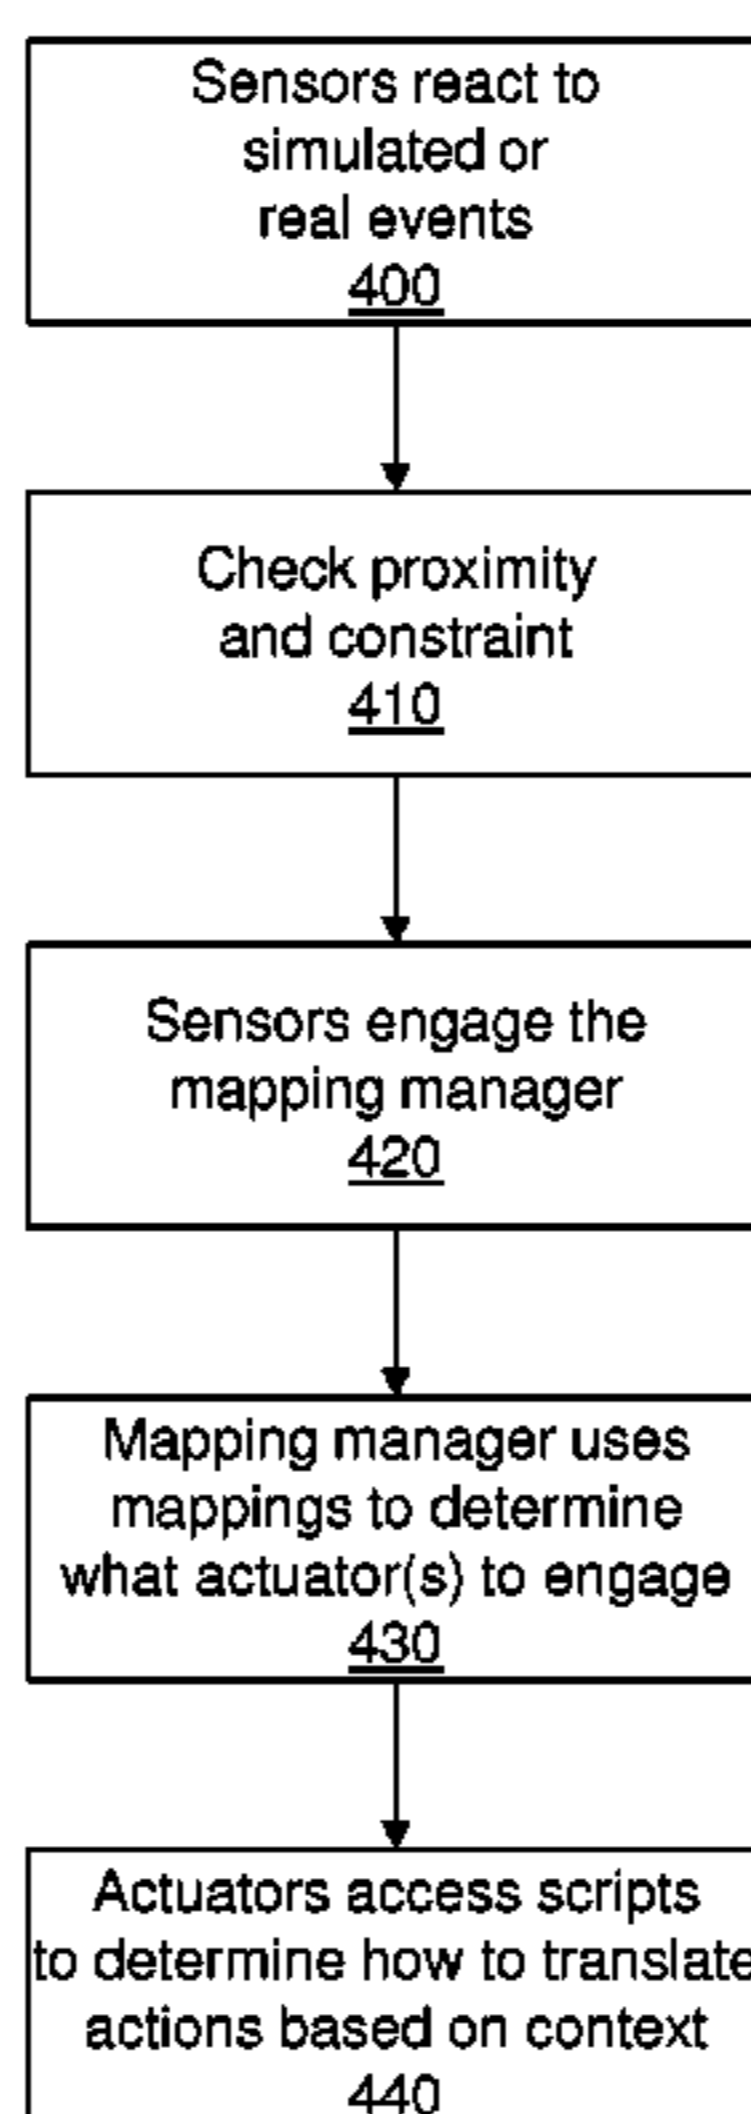 Sensors react to
simulated or
real events
400
Check proximity
and constraint
410
Sensors engage the
mapping manager
420
Mapping manager uses
mappings to determine
what actuator(s) to engage
430
Actuators access scripts
to determine how to translate
actions based on context
440